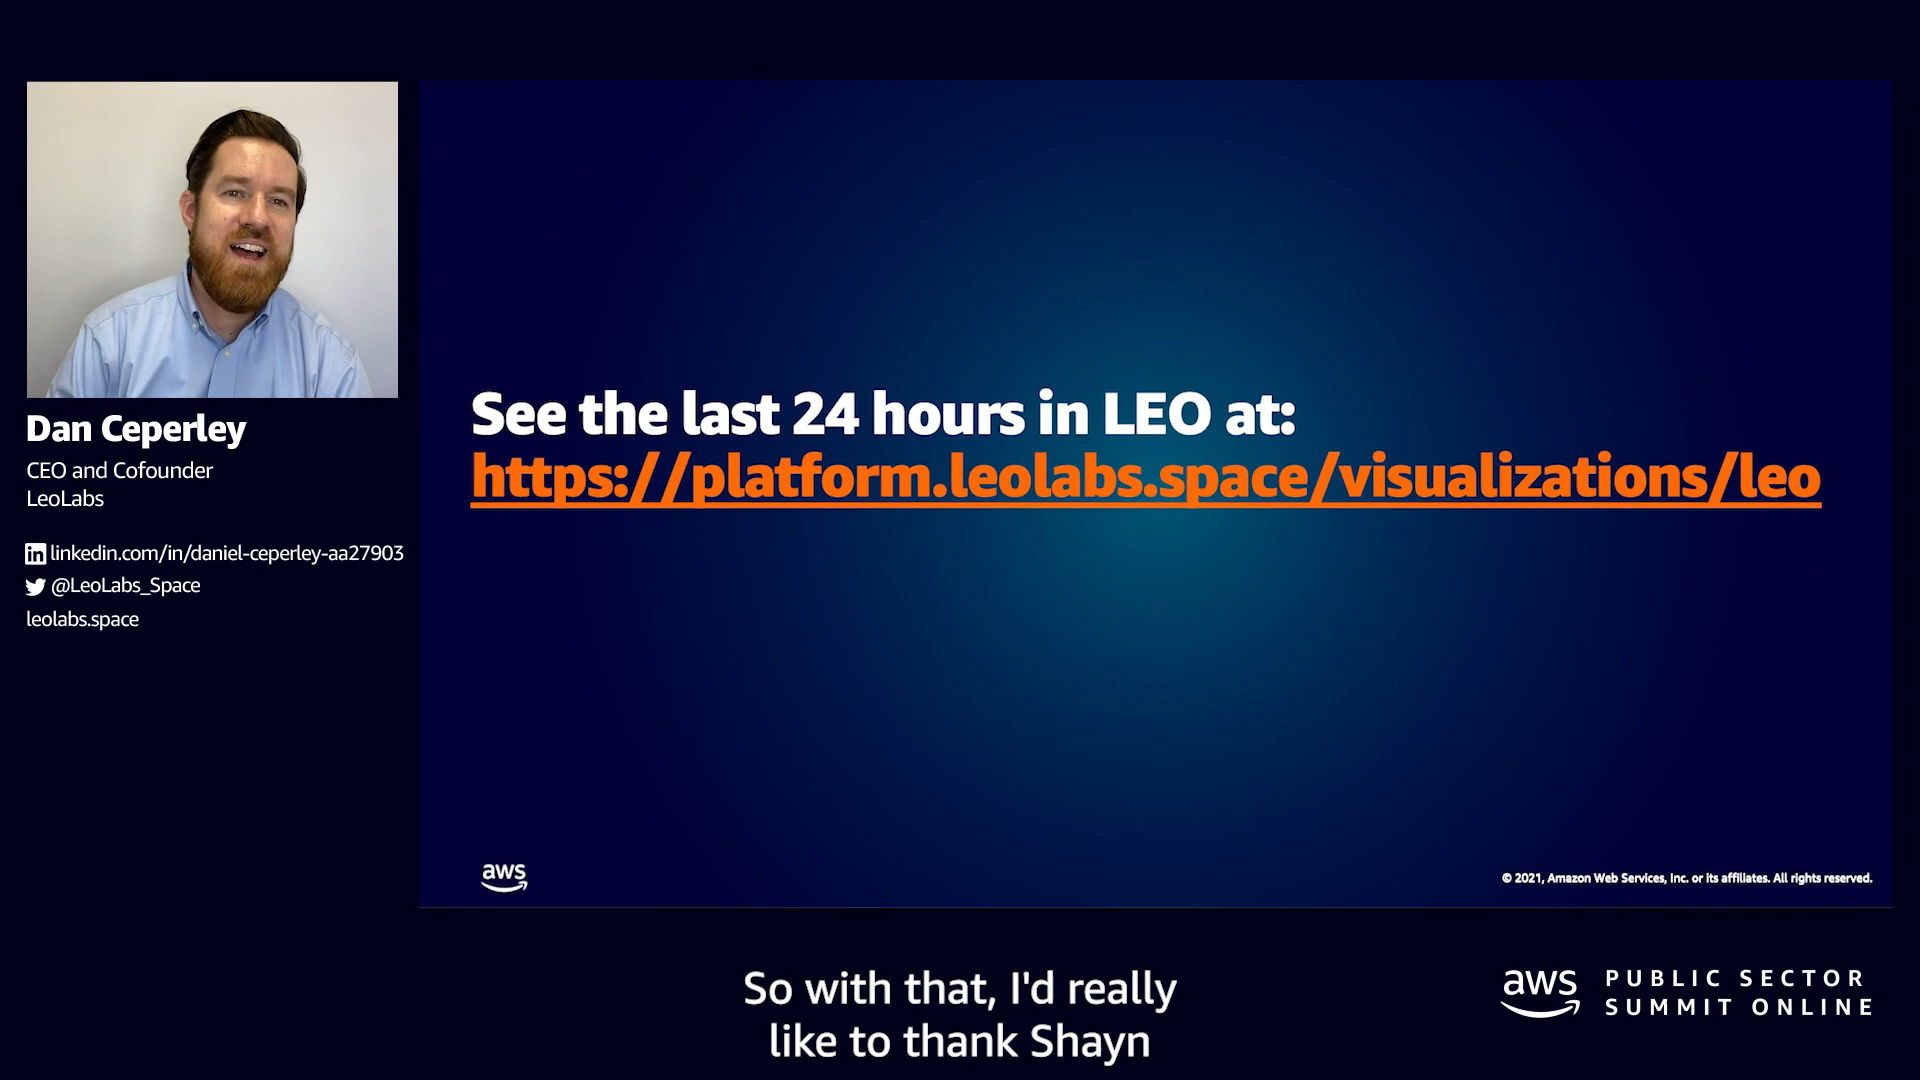 Dan Ceperley
CEO and Cofounder
LeoLabs
in linkedin.com/in/daniel-ceperley-aa27903
@LeoLabs_Space
leolabs.space
See the last 24 hours in LEO at:
https://platform.leolabs.space/visualizations/leo
aws
© 2021, Amazon Web Services, Inc. or its affiliates. All rights reserved.
So with that, I'd really
like to thank Shayn
aws
PUBLIC SECTOR
SUMMIT ONLINE